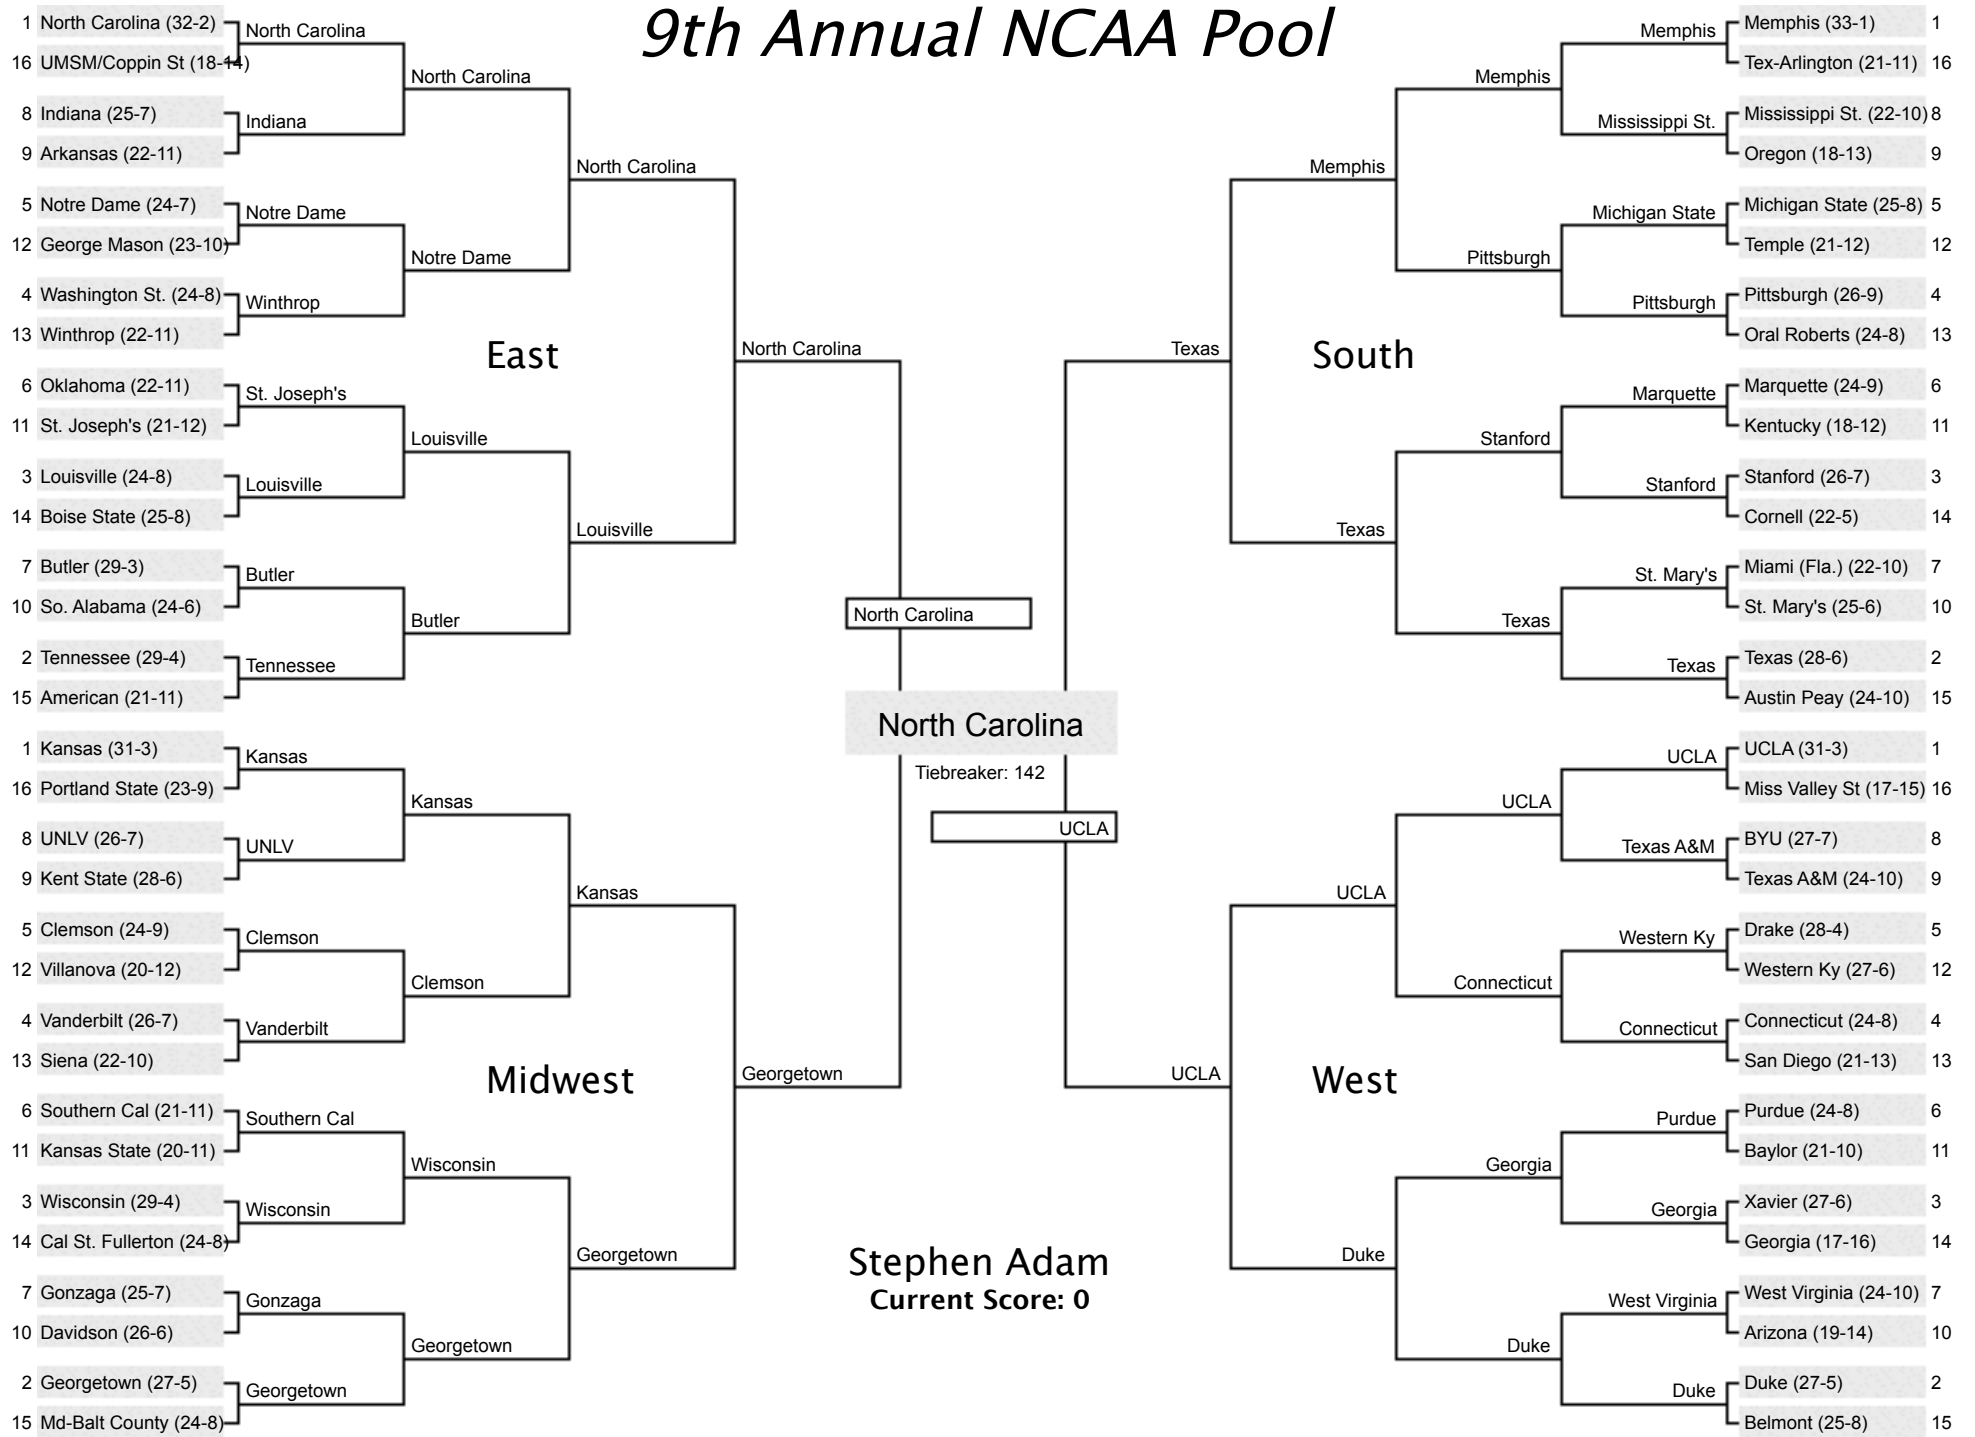 9th Annual NCAA Pool
1 North Carolina (32-2)
16 UMSM/Coppin St (18-14)
8 Indiana (25-7)
9 Arkansas (22-11)
5 Notre Dame (24-7)
12 George Mason (23-10)
4 Washington St. (24-8)
13 Winthrop (22-11)
6 Oklahoma (22-11)
11 St. Joseph's (21-12)
3 Louisville (24-8)
14 Boise State (25-8)
7 Butler (29-3)
10 So. Alabama (24-6)
2 Tennessee (29-4)
15 American (21-11)
North Carolina
Indiana
Notre Dame
Winthrop
St. Joseph's
Louisville
Butler
Tennessee
North Carolina
Notre Dame
Louisville
Butler
North Carolina
Louisville
North Carolina
East
1 Kansas (31-3)
16 Portland State (23-9)
8 UNLV (26-7)
9 Kent State (28-6)
5 Clemson (24-9)
12 Villanova (20-12)
4 Vanderbilt (26-7)
13 Siena (22-10)
6 Southern Cal (21-11)
11 Kansas State (20-11)
3 Wisconsin (29-4)
14 Cal St. Fullerton (24-8)
7 Gonzaga (25-7)
10 Davidson (26-6)
2 Georgetown (27-5)
15 Md-Balt County (24-8)
Kansas
UNLV
Clemson
Vanderbilt
Southern Cal
Wisconsin
Gonzaga
Georgetown
Kansas
Clemson
Wisconsin
Georgetown
Kansas
Georgetown
Georgetown
Midwest
North Carolina
North Carolina
Tiebreaker: 142
UCLA
Stephen Adam
Current Score: 0
South
Texas
Memphis
Texas
Memphis
Pittsburgh
Stanford
Texas
Memphis
Mississippi St.
Michigan State
Pittsburgh
Marquette
Stanford
St. Mary's
Texas
Memphis (33-1) 1
Tex-Arlington (21-11) 16
Mississippi St. (22-10) 8
Oregon (18-13) 9
Michigan State (25-8) 5
Temple (21-12) 12
Pittsburgh (26-9) 4
Oral Roberts (24-8) 13
Marquette (24-9) 6
Kentucky (18-12) 11
Stanford (26-7) 3
Cornell (22-5) 14
Miami (Fla.) (22-10) 7
St. Mary's (25-6) 10
Texas (28-6) 2
Austin Peay (24-10) 15
West
UCLA
UCLA
Duke
UCLA
Connecticut
Georgia
Duke
UCLA
Texas A&M
Western Ky
Connecticut
Purdue
Georgia
West Virginia
Duke
UCLA (31-3) 1
Miss Valley St (17-15) 16
BYU (27-7) 8
Texas A&M (24-10) 9
Drake (28-4) 5
Western Ky (27-6) 12
Connecticut (24-8) 4
San Diego (21-13) 13
Purdue (24-8) 6
Baylor (21-10) 11
Xavier (27-6) 3
Georgia (17-16) 14
West Virginia (24-10) 7
Arizona (19-14) 10
Duke (27-5) 2
Belmont (25-8) 15